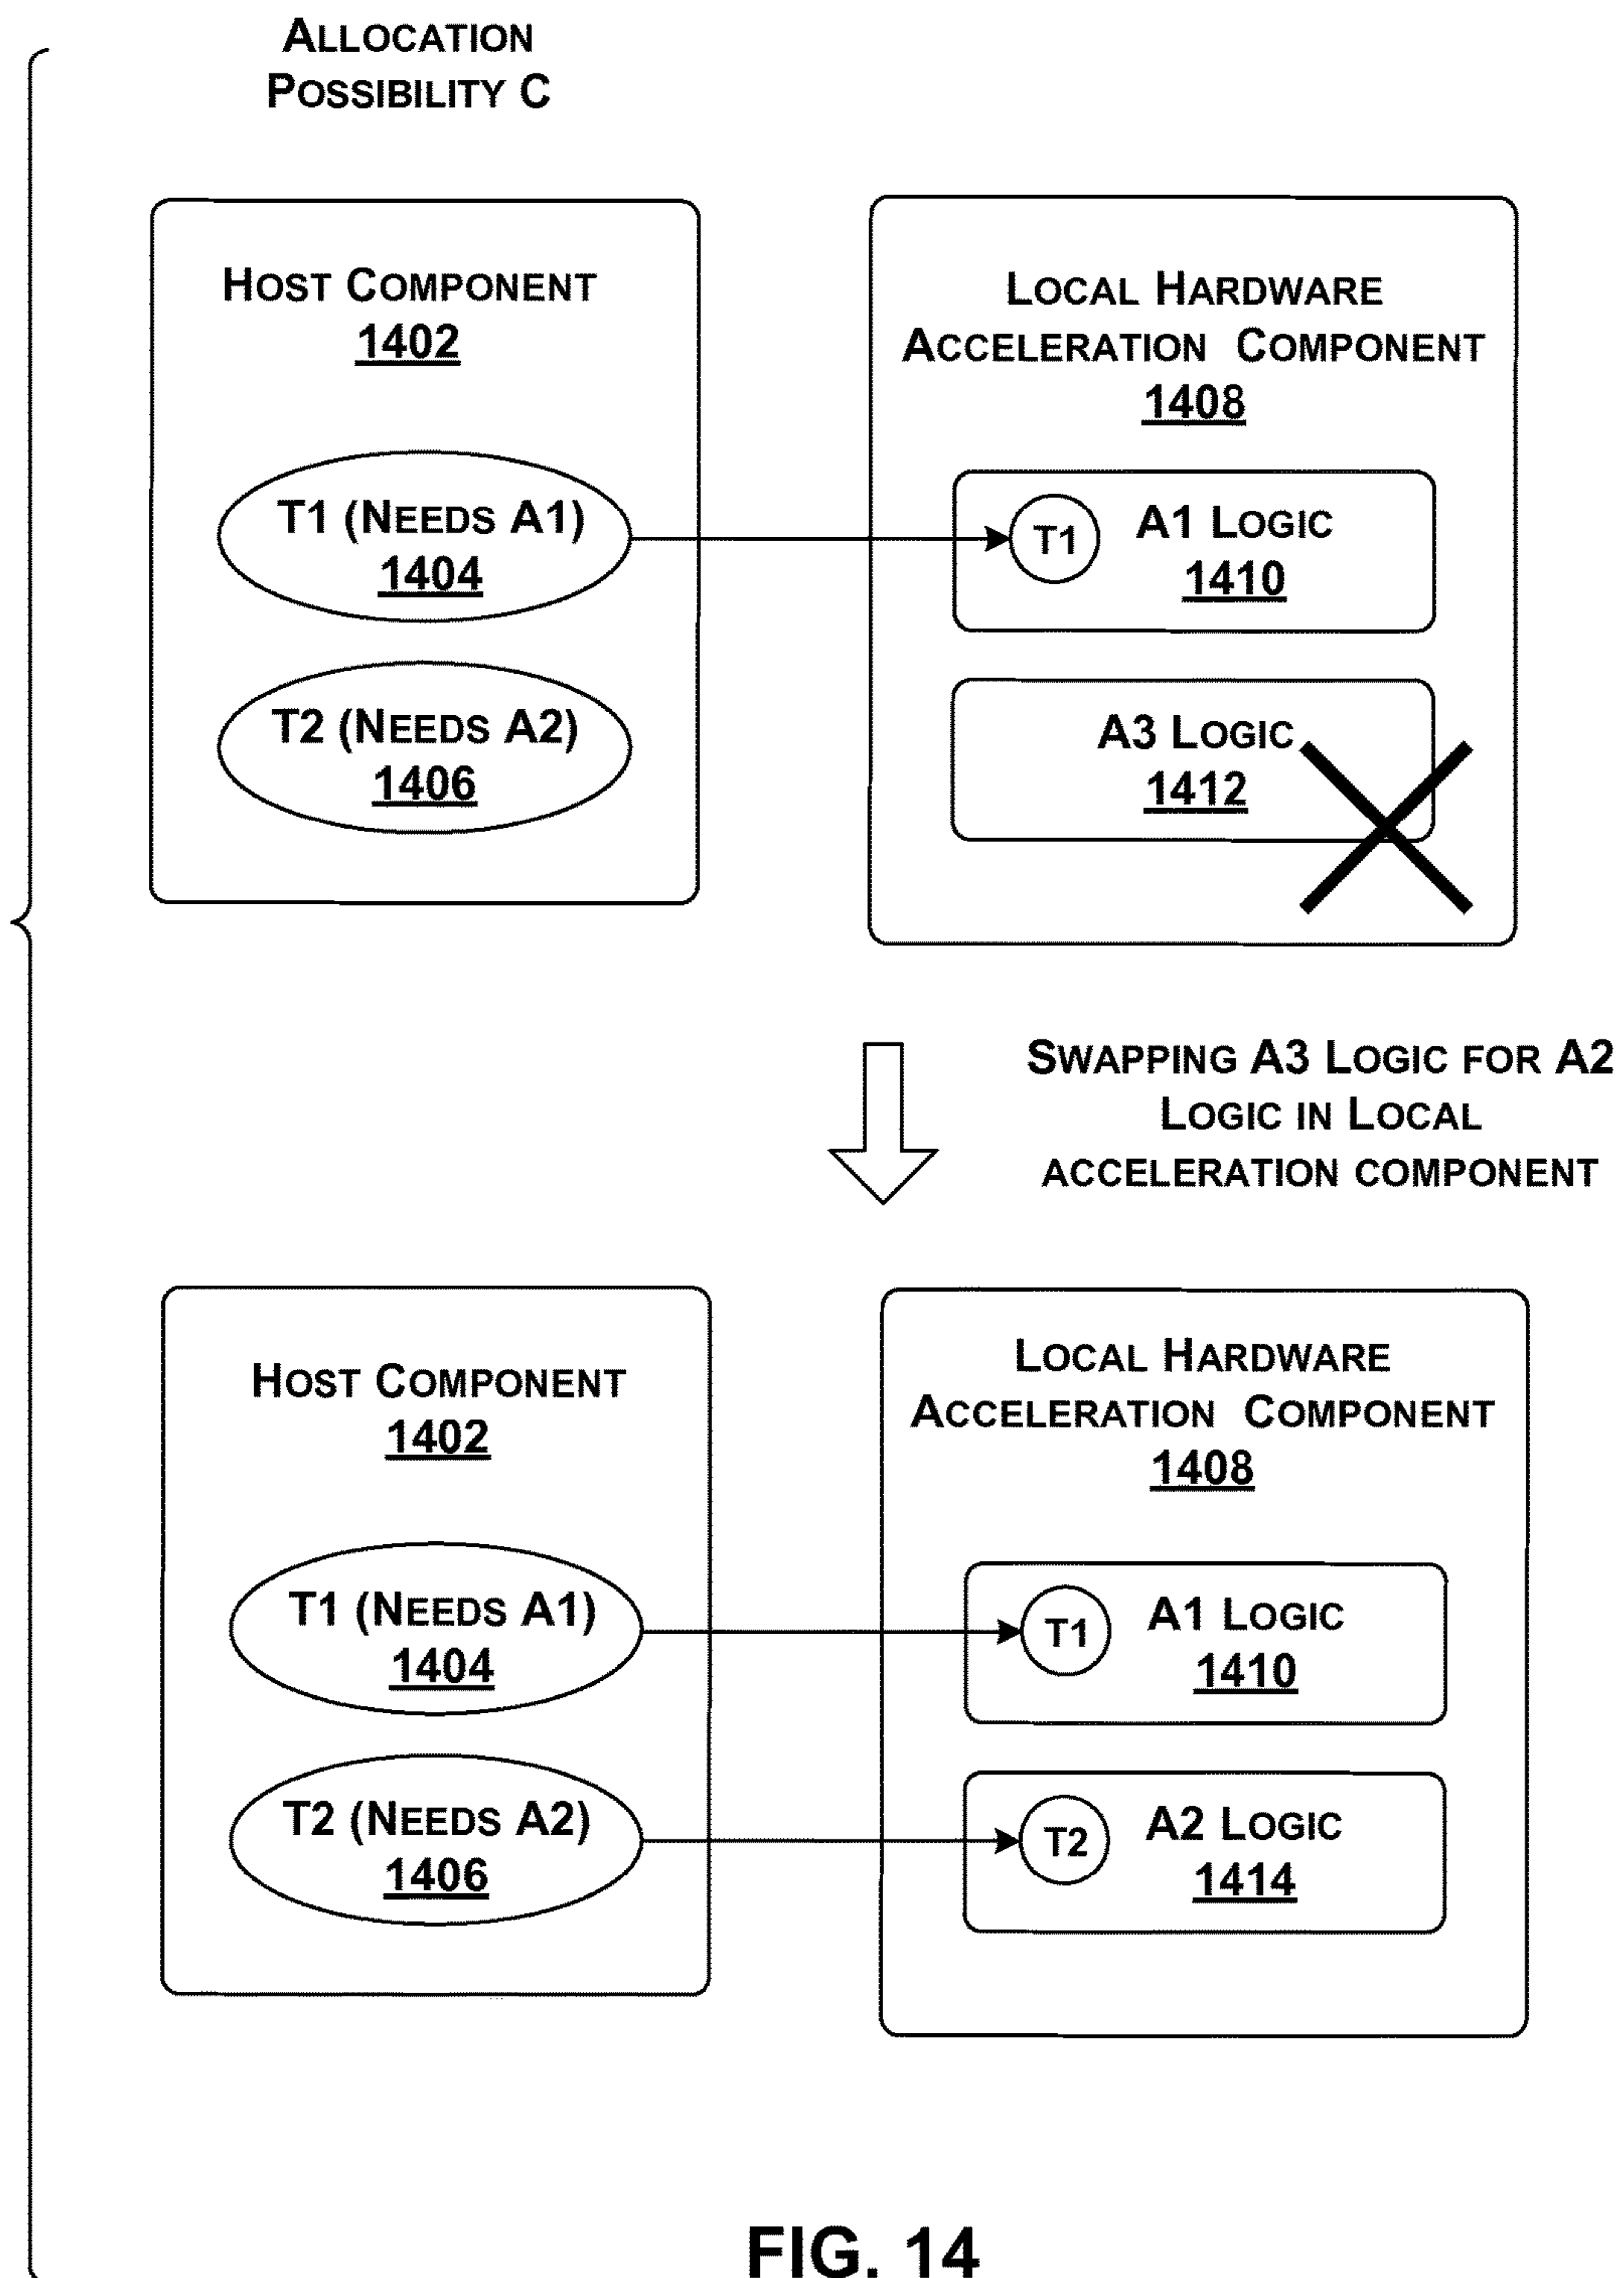 ALLOCATION
POSSIBILITY C
HOST COMPONENT
1402
T1 (NEEDS A1)
1404
T2 (NEEDS A2)
1406
LOCAL HARDWARE
ACCELERATION COMPONENT
1408
T1
A1 LOGIC
1410
A3 LOGIC
1412
SWAPPING A3 LOGIC FOR A2
LOGIC IN LOCAL
ACCELERATION COMPONENT
HOST COMPONENT
1402
T1 (NEEDS A1)
1404
T2 (NEEDS A2)
1406
LOCAL HARDWARE
ACCELERATION COMPONENT
1408
T1
A1 LOGIC
1410
T2
A2 LOGIC
1414
FIG. 14